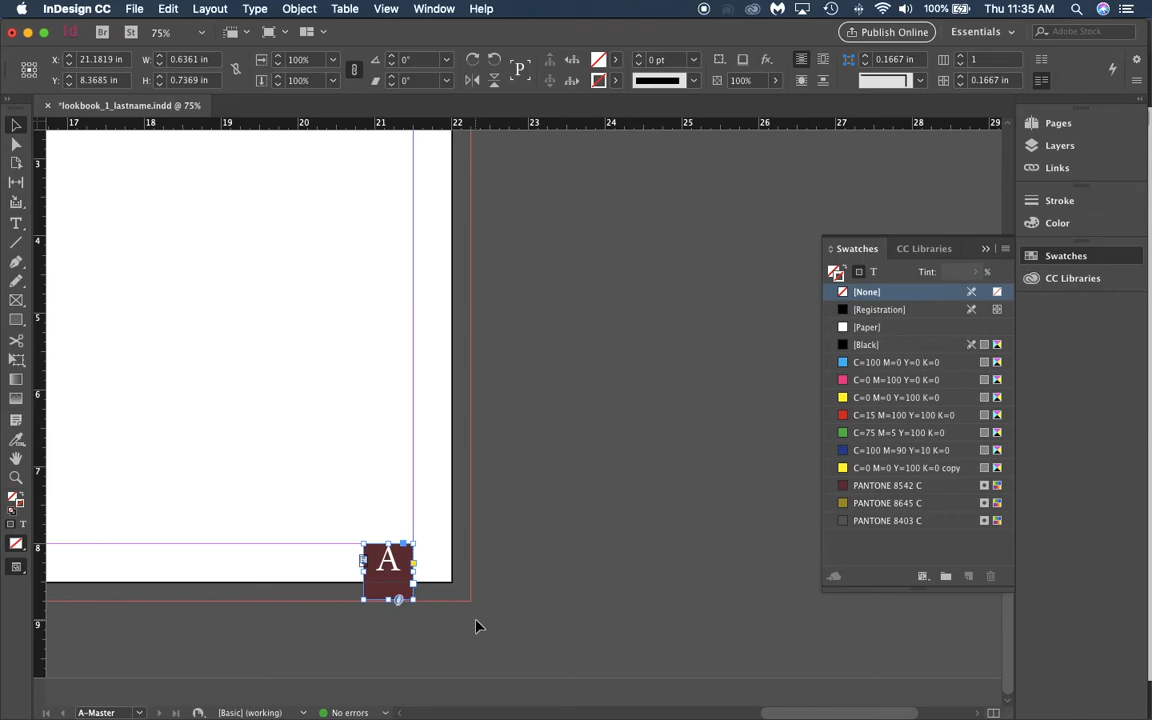 InDesign CC File Edit Layout Type Object Table View Window Help 100% Thu 11:35 AM
Id Br St 75% Publish Online Essentials Adobe Stock
X: 21.1819 in W: 0.6361 in 100% 0° P 0 pt fx. 0.1667 in 1
Y: 8.3685 in H: 0.7369 in 100% 0° 100% 0.1667 in
*lookbook_1_lastname.indd @ 75%
17 18 19 20 21 22 23 24 25 26 27 28 29
3
4
5
6
7
8
9
T
T
A
Pages
Layers
Links
Stroke
Color
Swatches
CC Libraries
Swatches CC Libraries
T Tint: %
[None]
[Registration]
[Paper]
[Black]
C=100 M=0 Y=0 K=0
C=0 M=100 Y=0 K=0
C=0 M=0 Y=100 K=0
C=15 M=100 Y=100 K=0
C=75 M=5 Y=100 K=0
C=100 M=90 Y=10 K=0
C=0 M=0 Y=100 K=0 copy
PANTONE 8542 C
PANTONE 8645 C
PANTONE 8403 C
A-Master [Basic] (working) No errors